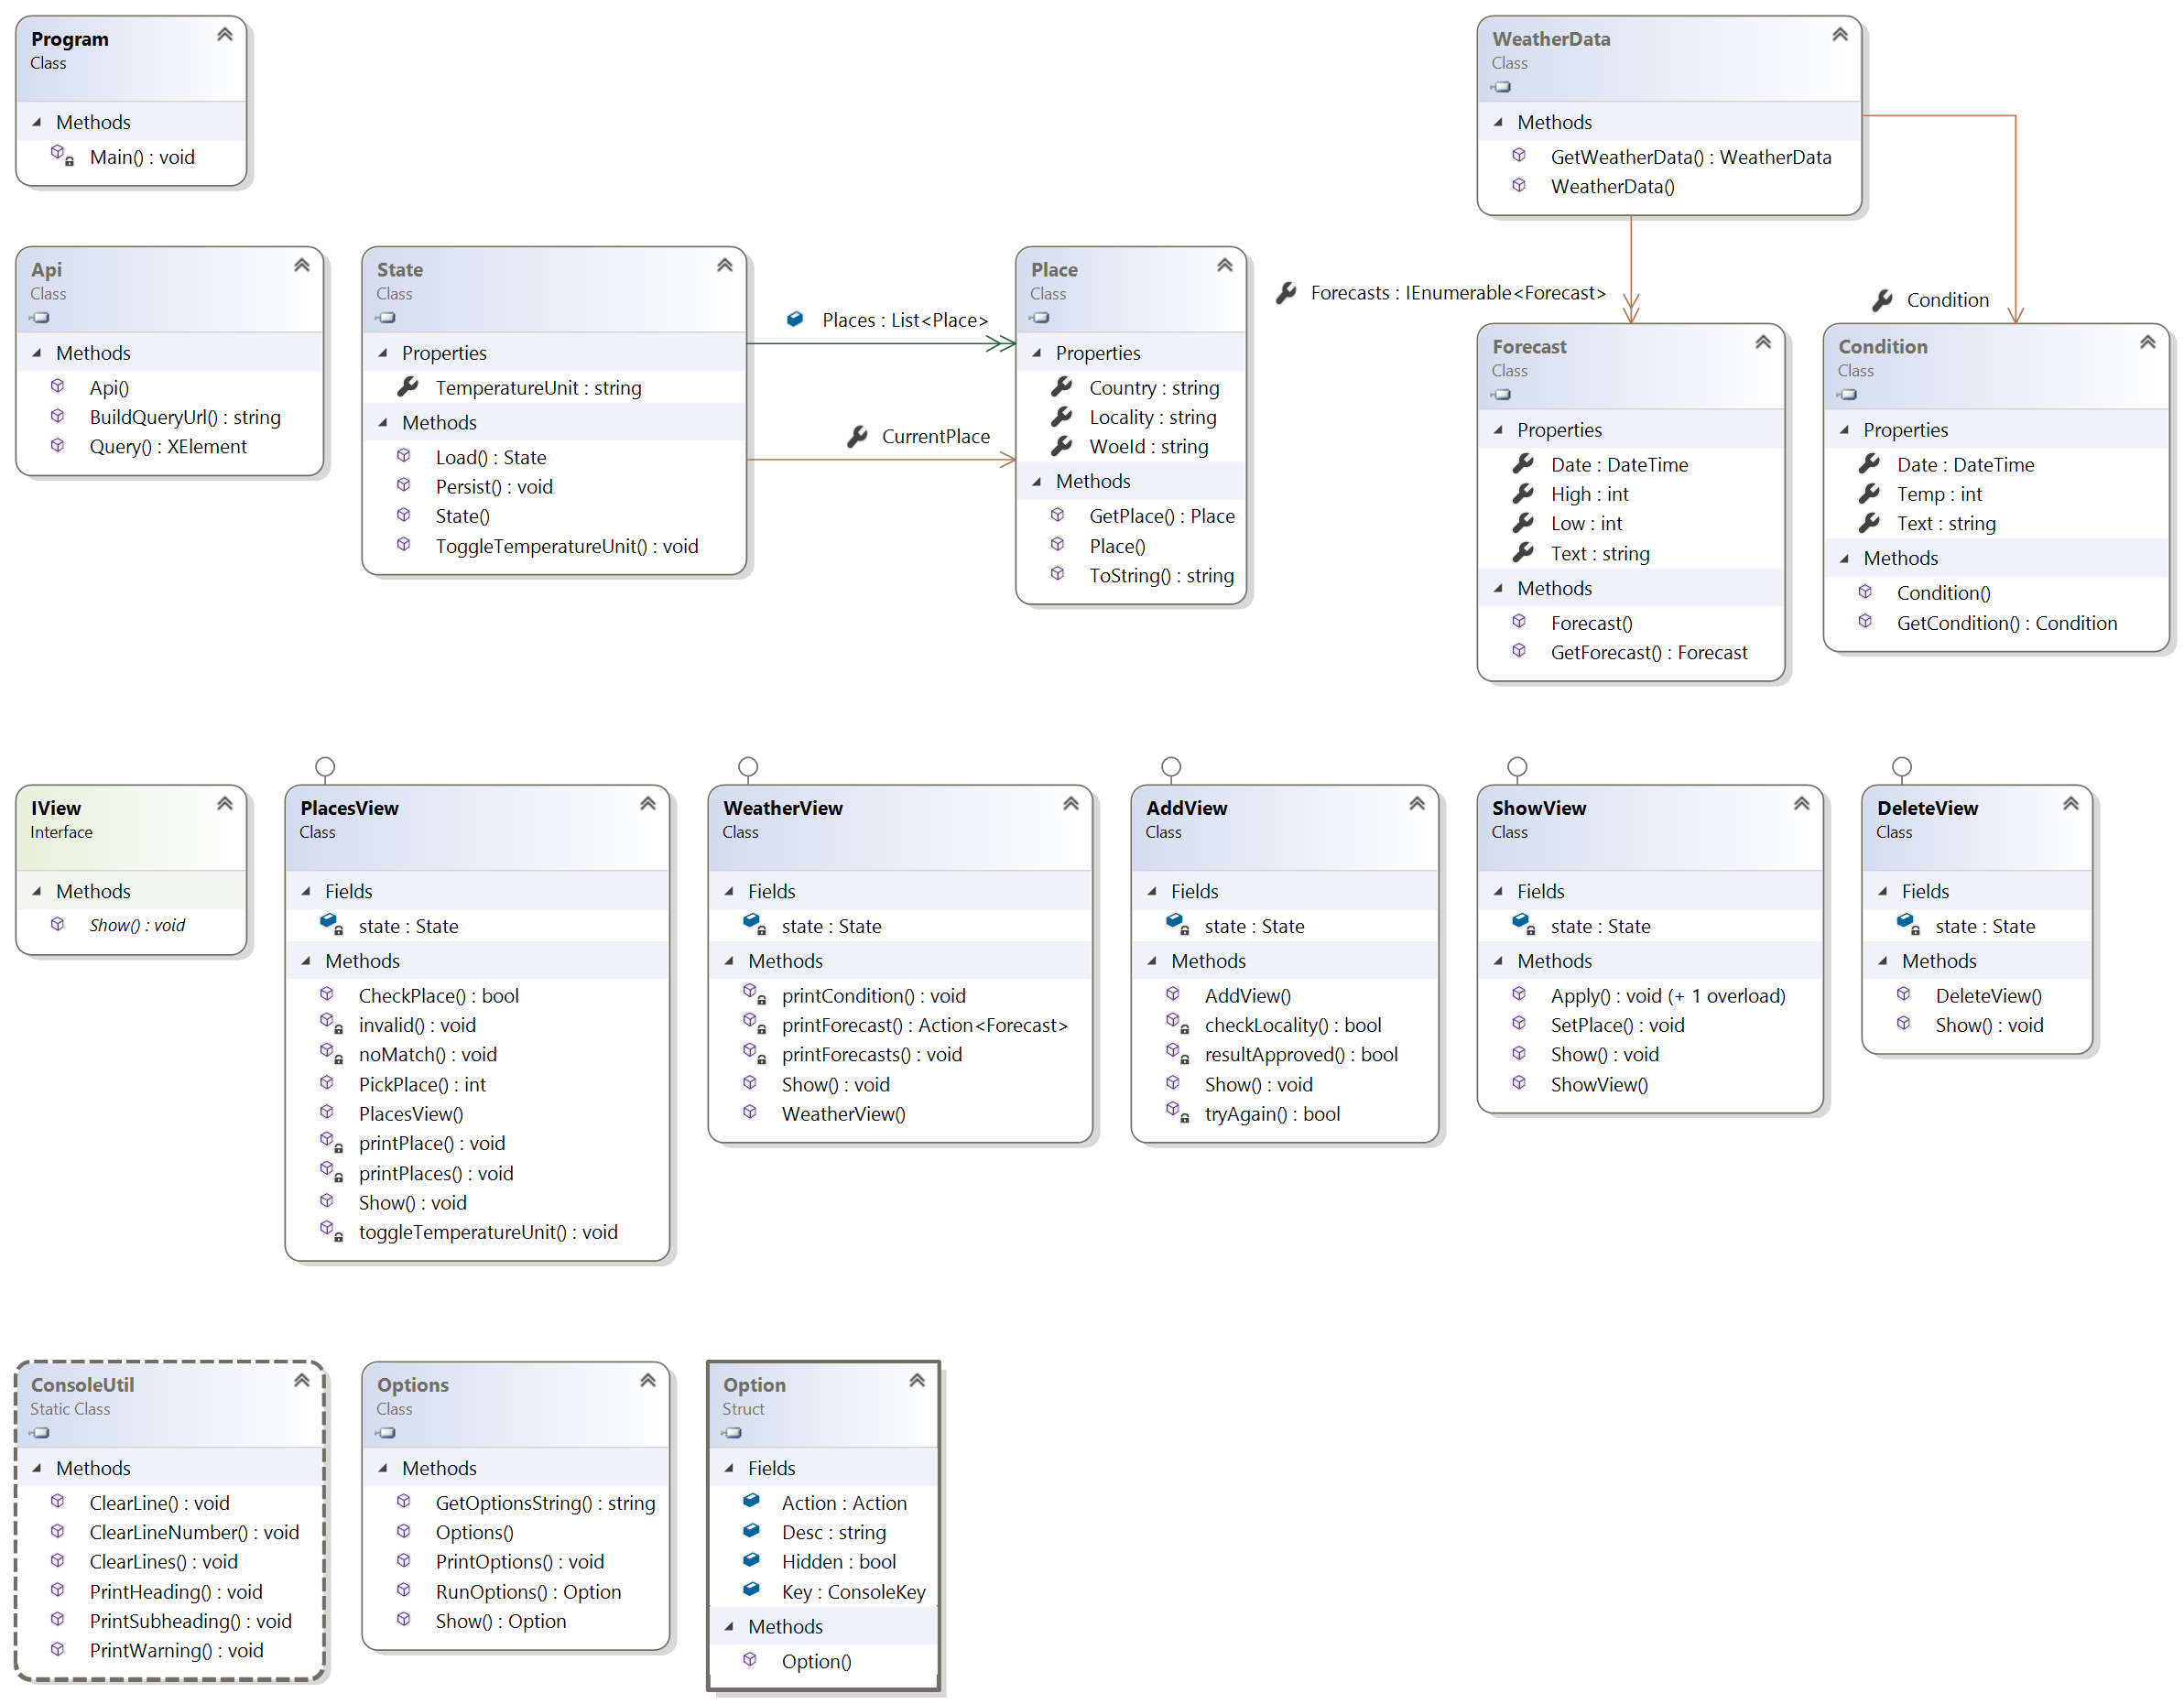 Program
Class
Methods
Main() : void
WeatherData
Class
Methods
GetWeatherData() : WeatherData
WeatherData()
Api
Class
Methods
Api()
BuildQueryUrl() : string
Query() : XElement
State
Class
Properties
TemperatureUnit : string
Methods
Load() : State
Persist() : void
State()
ToggleTemperatureUnit() : void
Places : List<Place>
CurrentPlace
Place
Class
Properties
Country : string
Locality : string
WoeId : string
Methods
GetPlace() : Place
Place()
ToString() : string
Forecasts : IEnumerable<Forecast>
Condition
Forecast
Class
Properties
Date : DateTime
High : int
Low : int
Text : string
Methods
Forecast()
GetForecast() : Forecast
Condition
Class
Properties
Date : DateTime
Temp : int
Text : string
Methods
Condition()
GetCondition() : Condition
IView
Interface
Methods
Show() : void
PlacesView
Class
Fields
state : State
Methods
CheckPlace() : bool
invalid() : void
noMatch() : void
PickPlace() : int
PlacesView()
printPlace() : void
printPlaces() : void
Show() : void
toggleTemperatureUnit() : void
WeatherView
Class
Fields
state : State
Methods
printCondition() : void
printForecast() : Action<Forecast>
printForecasts() : void
Show() : void
WeatherView()
AddView
Class
Fields
state : State
Methods
AddView()
checkLocality() : bool
resultApproved() : bool
Show() : void
tryAgain() : bool
ShowView
Class
Fields
state : State
Methods
Apply() : void (+ 1 overload)
SetPlace() : void
Show() : void
ShowView()
DeleteView
Class
Fields
state : State
Methods
DeleteView()
Show() : void
ConsoleUtil
Static Class
Methods
ClearLine() : void
ClearLineNumber() : void
ClearLines() : void
PrintHeading() : void
PrintSubheading() : void
PrintWarning() : void
Options
Class
Methods
GetOptionsString() : string
Options()
PrintOptions() : void
RunOptions() : Option
Show() : Option
Option
Struct
Fields
Action : Action
Desc : string
Hidden : bool
Key : ConsoleKey
Methods
Option()